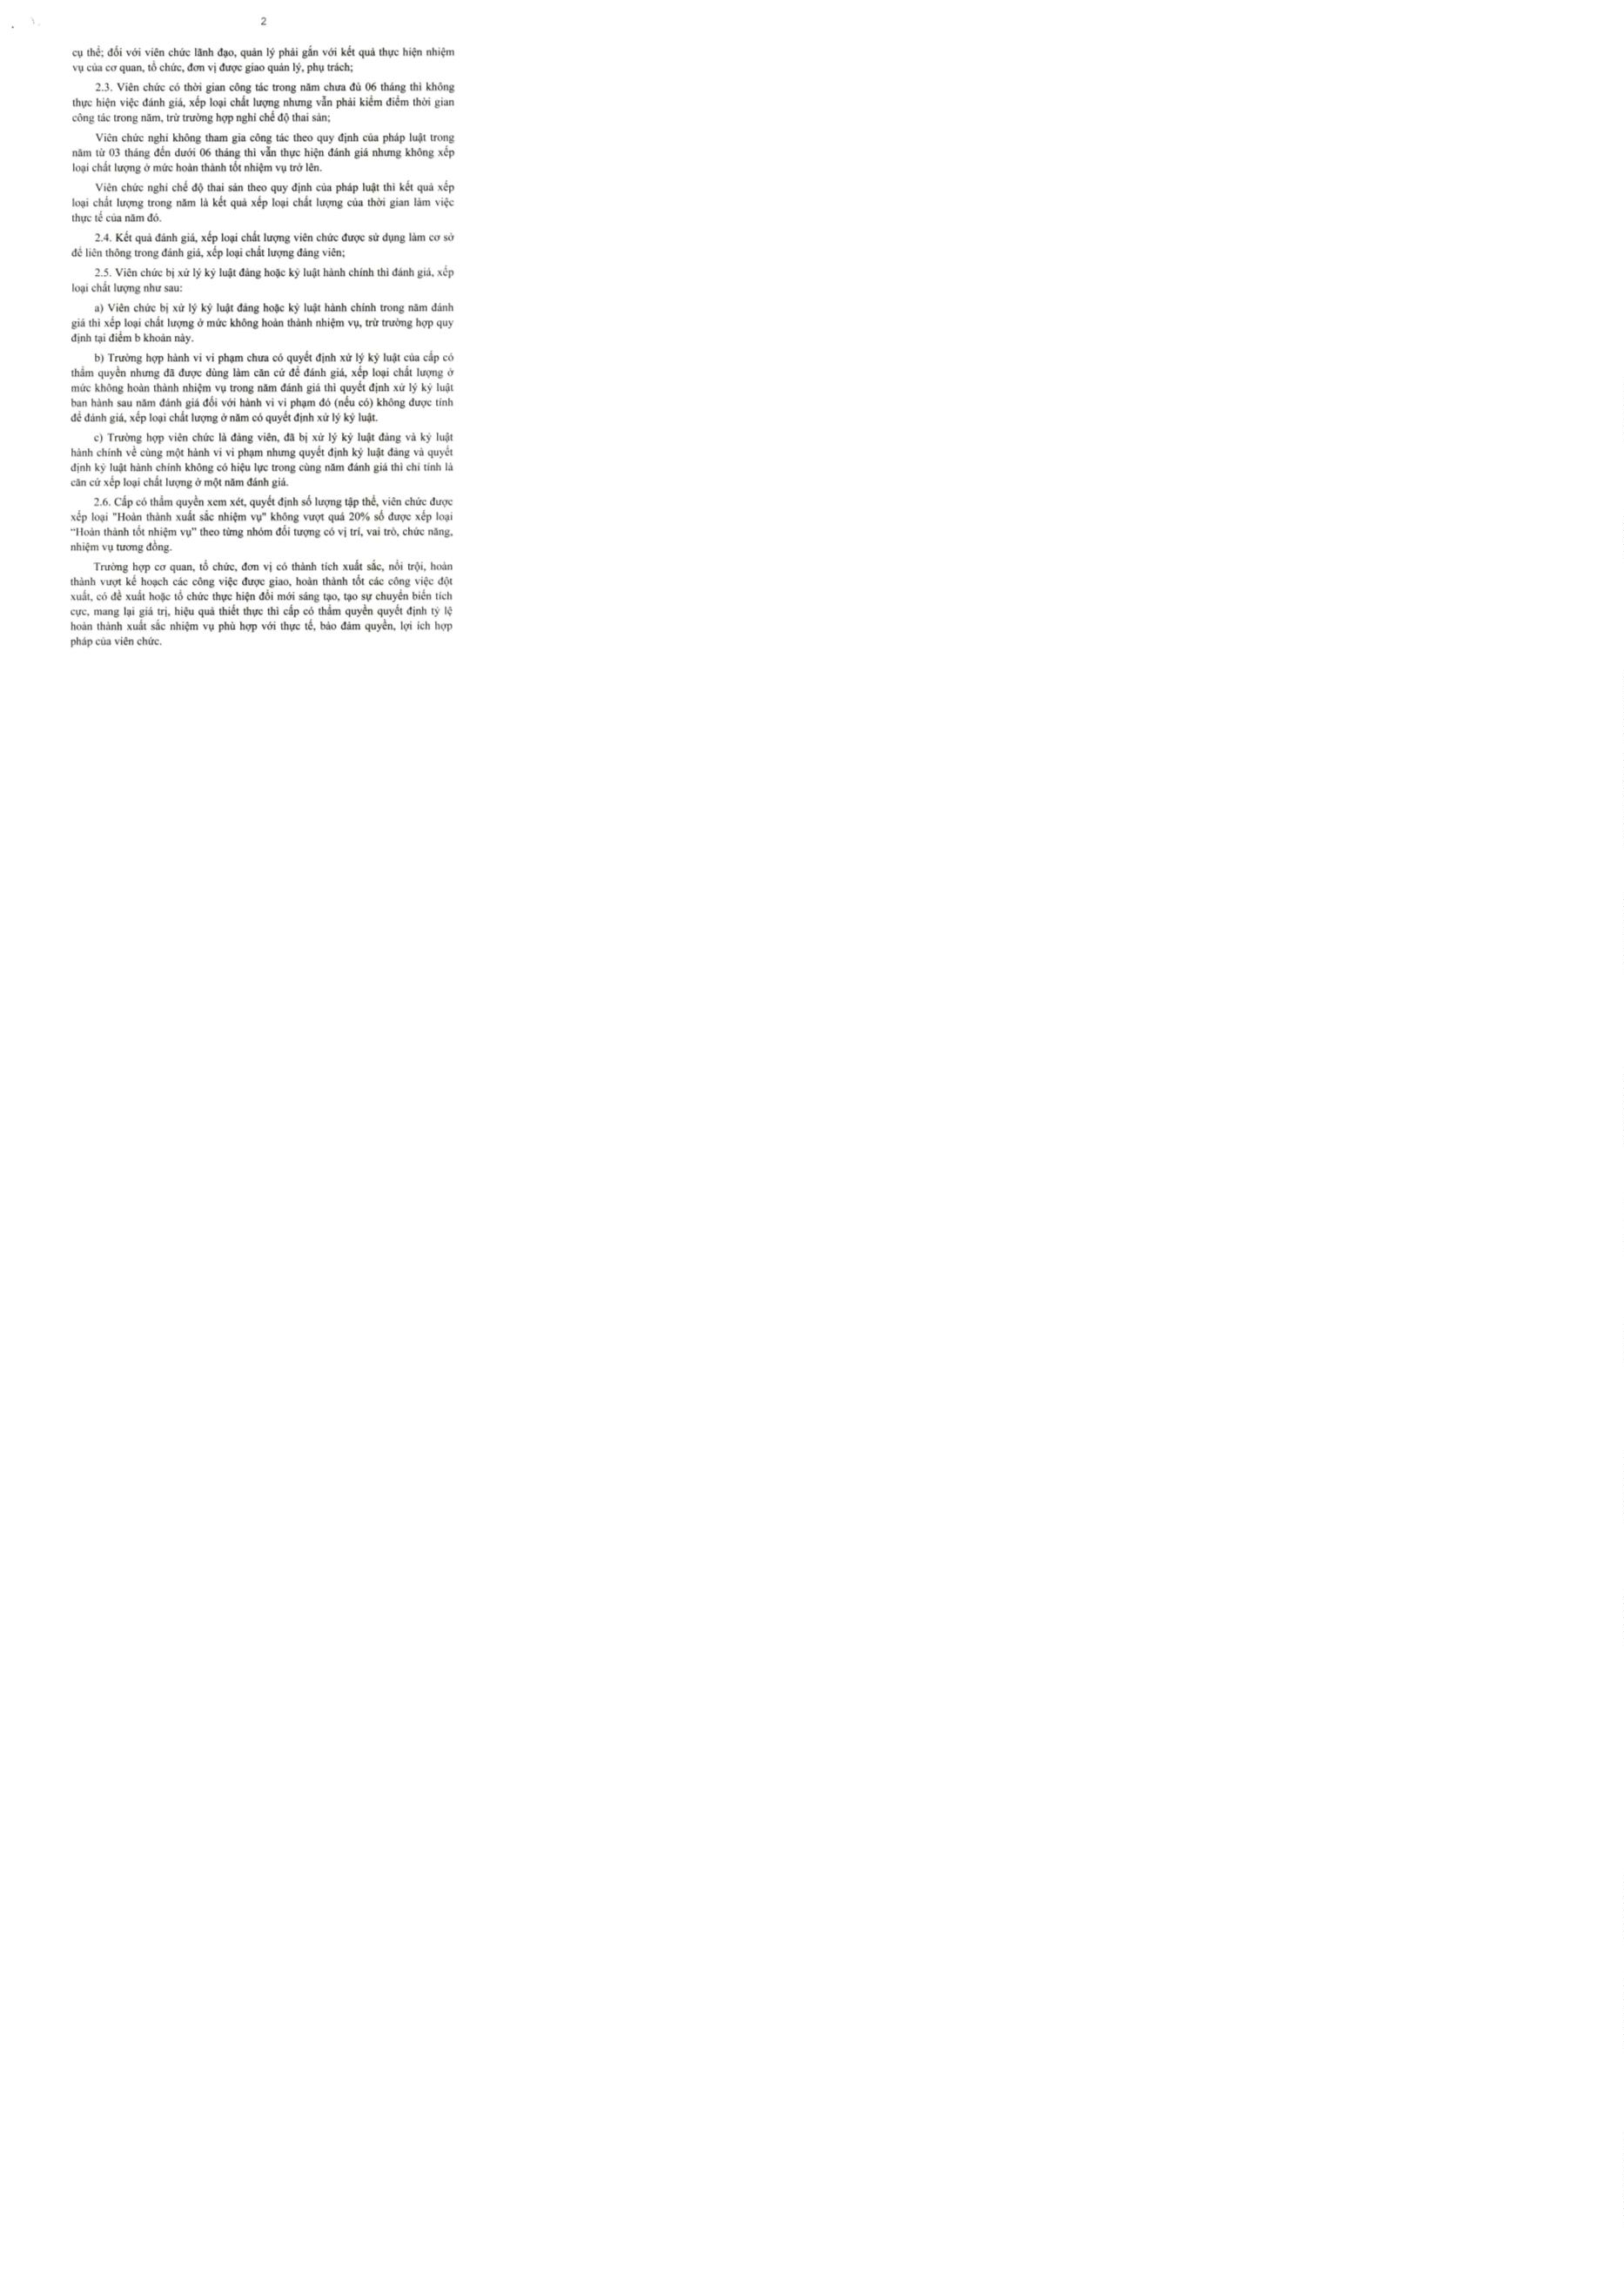 2
cụ thể; đối với viên chức lãnh đạo, quản lý phải gắn với kết quả thực hiện nhiệm
vụ của cơ quan, tổ chức, đơn vị được giao quản lý, phụ trách;
2.3. Viên chức có thời gian công tác trong năm chưa đủ 06 tháng thì không
thực hiện việc đánh giá, xếp loại chất lượng nhưng vẫn phải kiểm điểm thời gian
công tác trong năm, trừ trường hợp nghỉ chế độ thai sản;
Viên chức nghỉ không tham gia công tác theo quy định của pháp luật trong
năm từ 03 tháng đến dưới 06 tháng thì vẫn thực hiện đánh giá nhưng không xếp
loại chất lượng ở mức hoàn thành tốt nhiệm vụ trở lên.
Viên chức nghỉ chế độ thai sản theo quy định của pháp luật thì kết quả xếp
loại chất lượng trong năm là kết quả xếp loại chất lượng của thời gian làm việc
thực tế của năm đó.
2.4. Kết quả đánh giá, xếp loại chất lượng viên chức được sử dụng làm cơ sở
để liên thông trong đánh giá, xếp loại chất lượng đảng viên;
2.5. Viên chức bị xử lý kỷ luật đảng hoặc kỷ luật hành chính thì đánh giá, xếp
loại chất lượng như sau:
a) Viên chức bị xử lý kỷ luật đảng hoặc kỷ luật hành chính trong năm đánh
giá thì xếp loại chất lượng ở mức không hoàn thành nhiệm vụ, trừ trường hợp quy
định tại điểm b khoản này.
b) Trường hợp hành vi vi phạm chưa có quyết định xử lý kỷ luật của cấp có
thẩm quyền nhưng đã được dùng làm căn cứ để đánh giá, xếp loại chất lượng ở
mức không hoàn thành nhiệm vụ trong năm đánh giá thì quyết định xử lý kỷ luật
ban hành sau năm đánh giá đối với hành vi vi phạm đó (nếu có) không được tính
để đánh giá, xếp loại chất lượng ở năm có quyết định xử lý kỷ luật.
c) Trường hợp viên chức là đảng viên, đã bị xử lý kỷ luật đảng và kỷ luật
hành chính về cùng một hành vi vi phạm nhưng quyết định kỷ luật đảng và quyết
định kỷ luật hành chính không có hiệu lực trong cùng năm đánh giá thì chỉ tính là
căn cứ xếp loại chất lượng ở một năm đánh giá.
2.6. Cấp có thẩm quyền xem xét, quyết định số lượng tập thể, viên chức được
xếp loại "Hoàn thành xuất sắc nhiệm vụ" không vượt quá 20% số được xếp loại
“Hoàn thành tốt nhiệm vụ” theo từng nhóm đối tượng có vị trí, vai trò, chức năng,
nhiệm vụ tương đồng.
Trường hợp cơ quan, tổ chức, đơn vị có thành tích xuất sắc, nổi trội, hoàn
thành vượt kế hoạch các công việc được giao, hoàn thành tốt các công việc đột
xuất, có đề xuất hoặc tổ chức thực hiện đổi mới sáng tạo, tạo sự chuyển biến tích
cực, mang lại giá trị, hiệu quả thiết thực thì cấp có thẩm quyền quyết định tỷ lệ
hoàn thành xuất sắc nhiệm vụ phù hợp với thực tế, bảo đảm quyền, lợi ích hợp
pháp của viên chức.